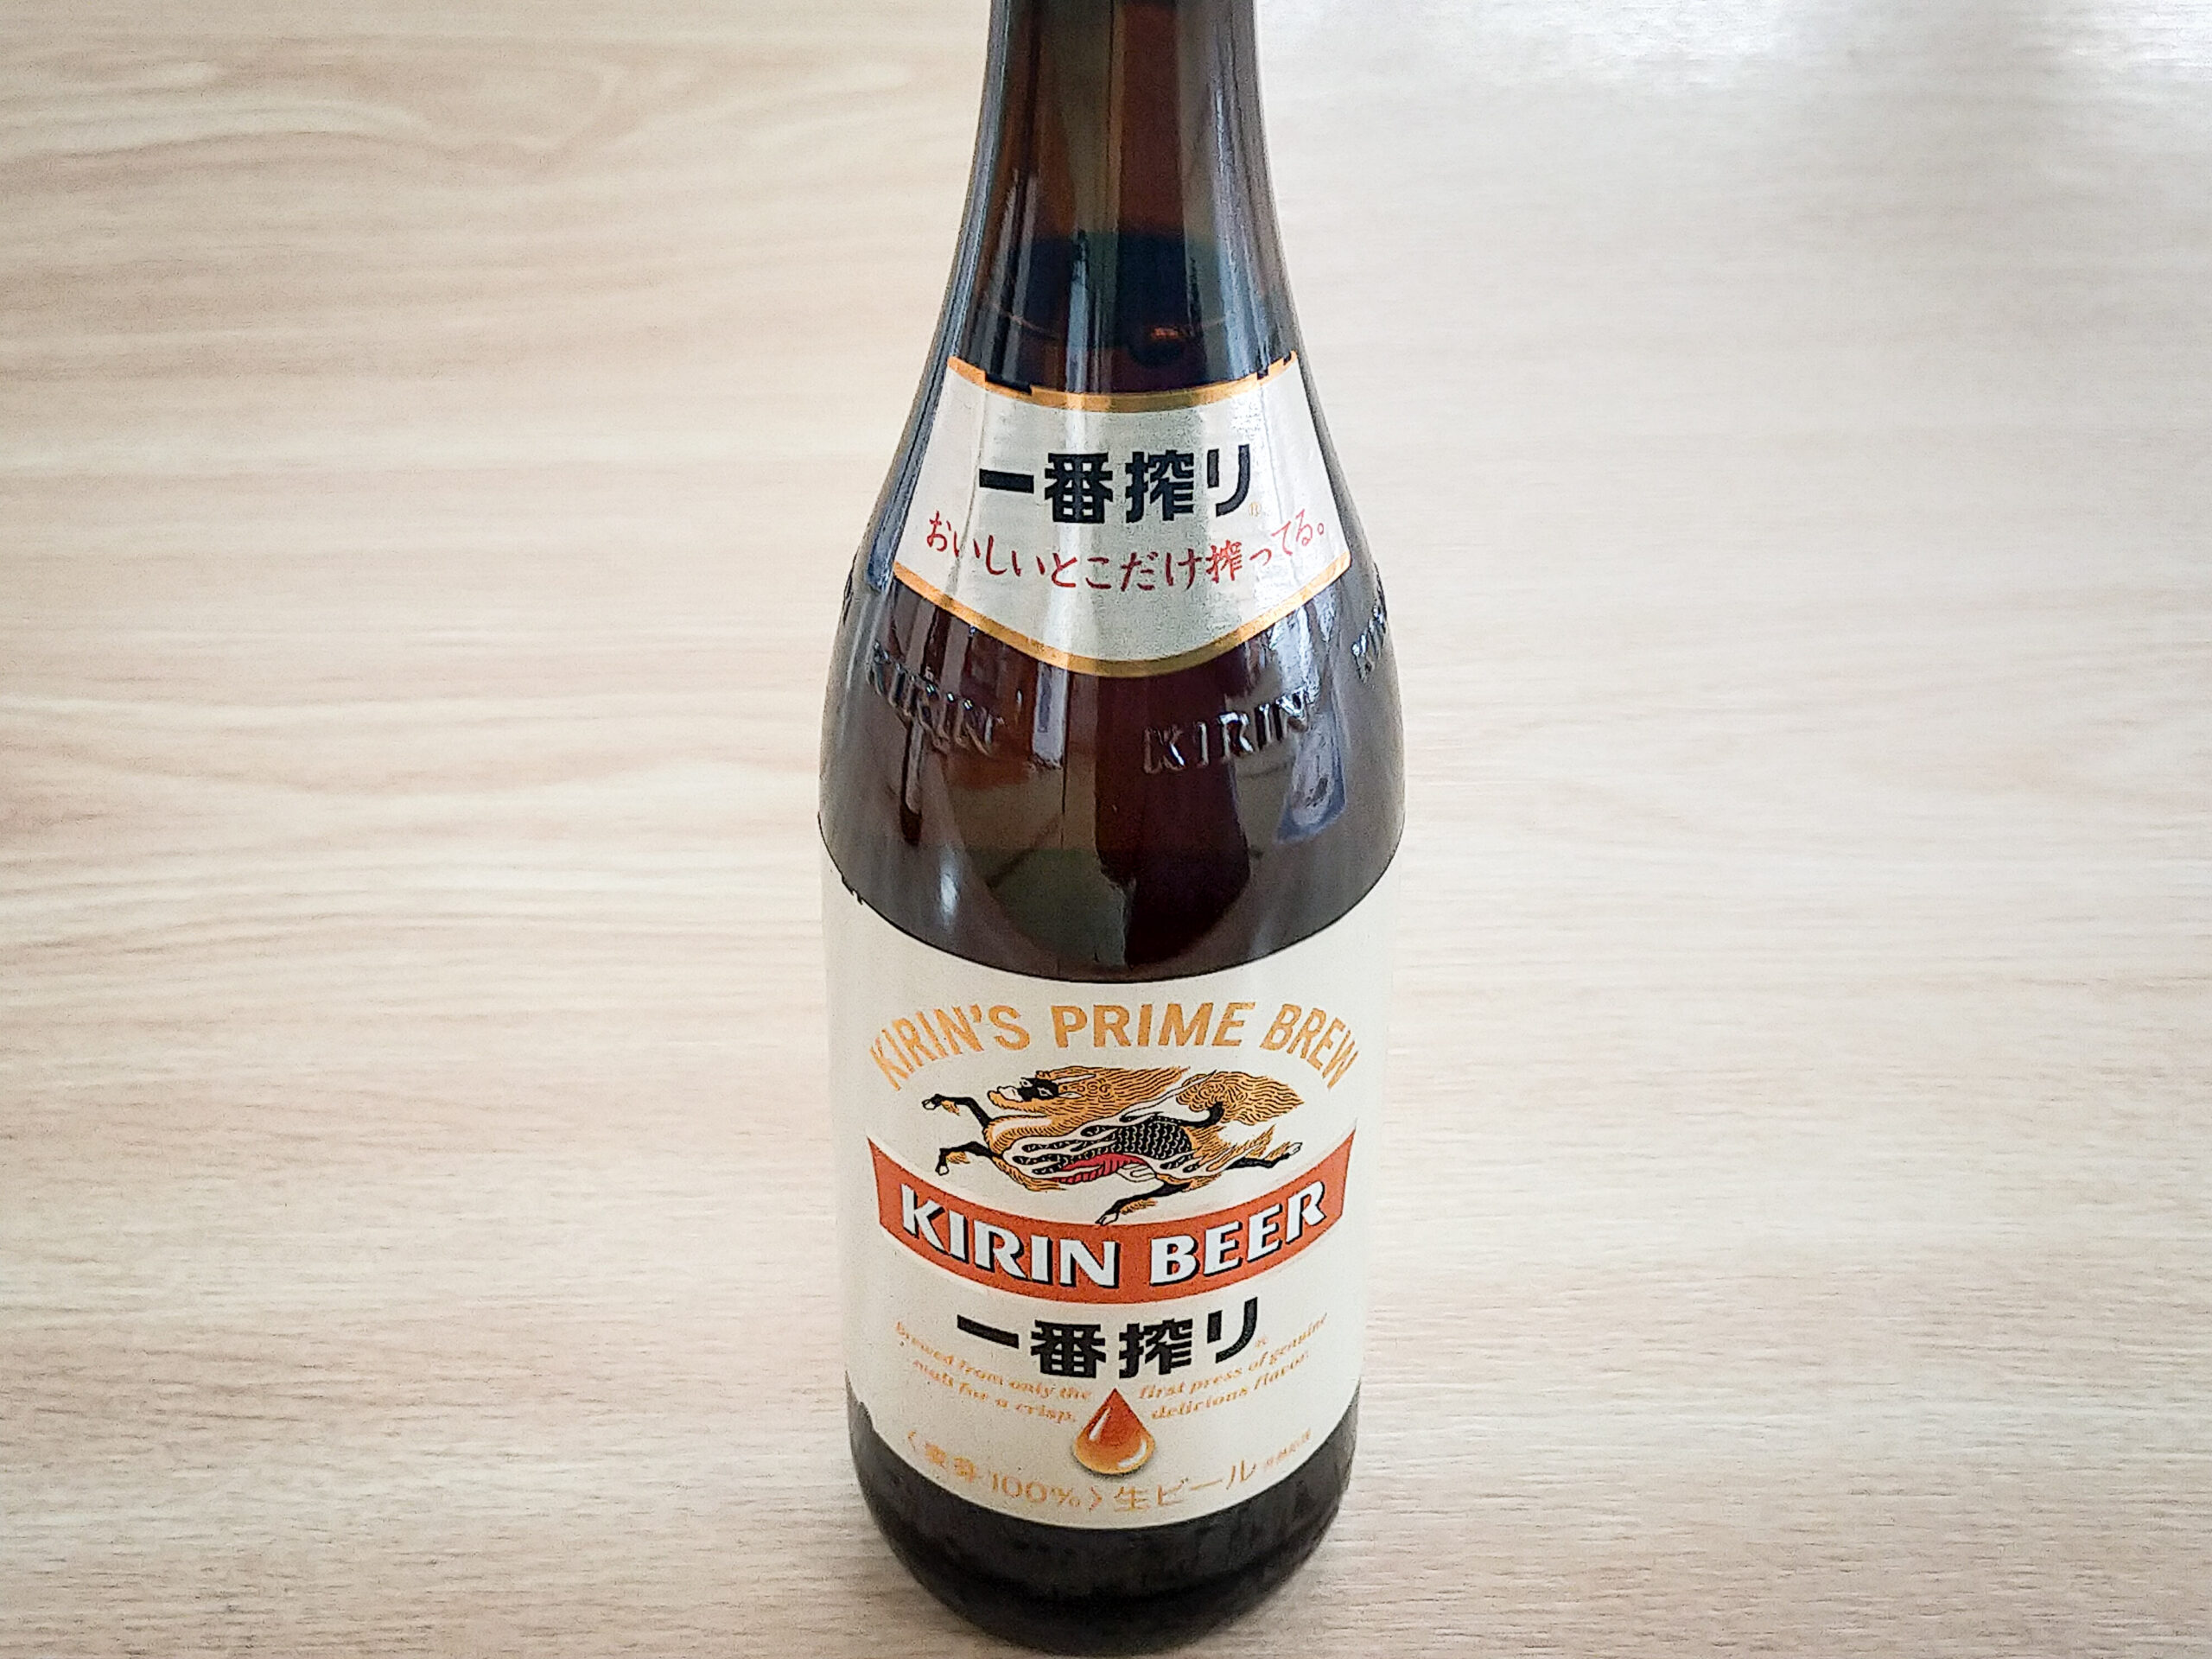 一番搾り®
おいしいとこだけ搾ってる。
KIRIN KIRIN KIRIN
KIRIN'S PRIME BREW
KIRIN BEER
一番搾り®
Brewed from only the first press of genuine
malt for a crisp, delicious flavor.
〈麦芽100%〉生ビール